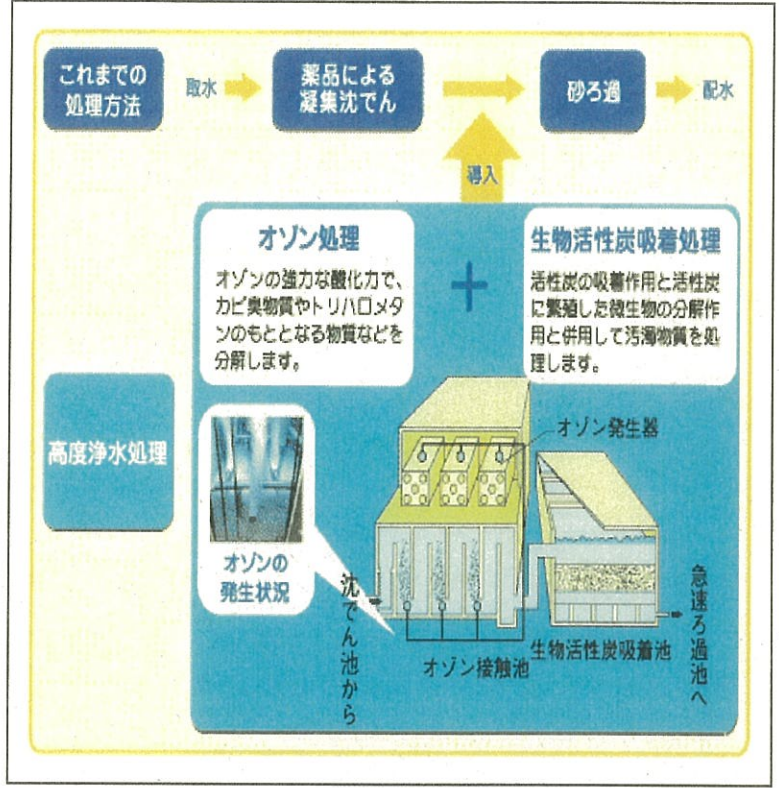 これまでの
処理方法
取水
薬品による
凝集沈でん
砂ろ過
配水
導入
オゾン処理
オゾンの強力な酸化力で、
カビ臭物質やトリハロメタ
ンのもととなる物質などを
分解します。
+
生物活性炭吸着処理
活性炭の吸着作用と活性炭
に繁殖した微生物の分解作
用と併用して汚濁物質を処
理します。
高度浄水処理
オゾンの
発生状況
オゾン発生器
沈でん池から
オゾン接触池
生物活性炭吸着池
急速ろ過池へ